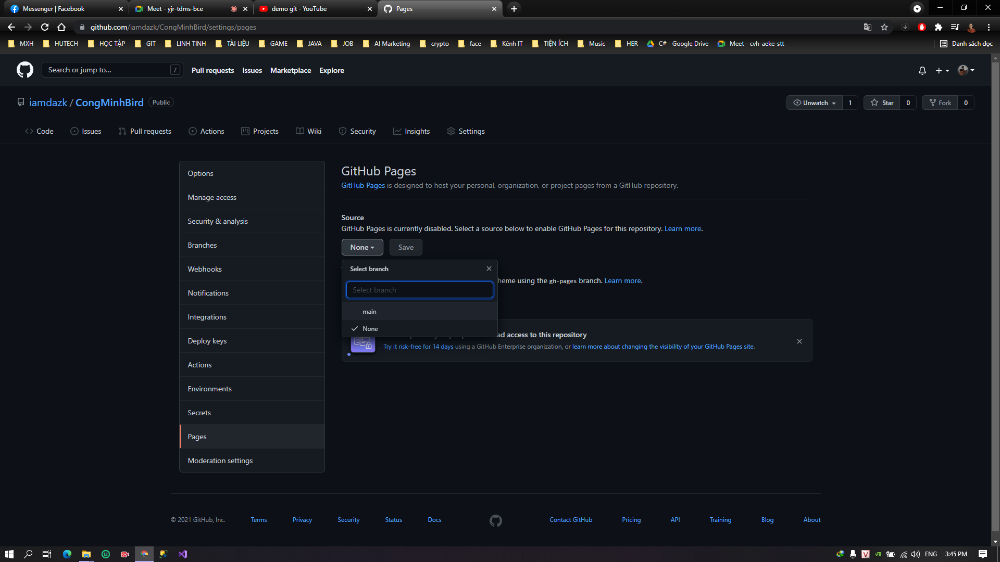 Messenger | Facebook
Meet - yjr-tdms-bce
demo git - YouTube
Pages
github.com/iamdazk/CongMinhBird/settings/pages
MXH
HUTECH
HỌC TẬP
GIT
LINH TINH
TÀI LIỆU
GAME
JAVA
JOB
AI Marketing
crypto
face
Kênh IT
TIỆN ÍCH
Music
HER
C# - Google Drive
Meet - cvh-aeke-stt
Danh sách đọc
Search or jump to...
/
Pull requests
Issues
Marketplace
Explore
iamdazk / CongMinhBird
Public
Unwatch
1
Star
0
Fork
0
Code
Issues
Pull requests
Actions
Projects
Wiki
Security
Insights
Settings
Options
Manage access
Security & analysis
Branches
Webhooks
Notifications
Integrations
Deploy keys
Actions
Environments
Secrets
Pages
Moderation settings
GitHub Pages
GitHub Pages is designed to host your personal, organization, or project pages from a GitHub repository.
Source
GitHub Pages is currently disabled. Select a source below to enable GitHub Pages for this repository. Learn more.
None
Save
Select branch
Select branch
main
None
heme using the gh-pages branch. Learn more.
ad access to this repository
Try it risk-free for 14 days using a GitHub Enterprise organization, or learn more about changing the visibility of your GitHub Pages site.
© 2021 GitHub, Inc.
Terms
Privacy
Security
Status
Docs
Contact GitHub
Pricing
API
Training
Blog
About
ENG
3:45 PM